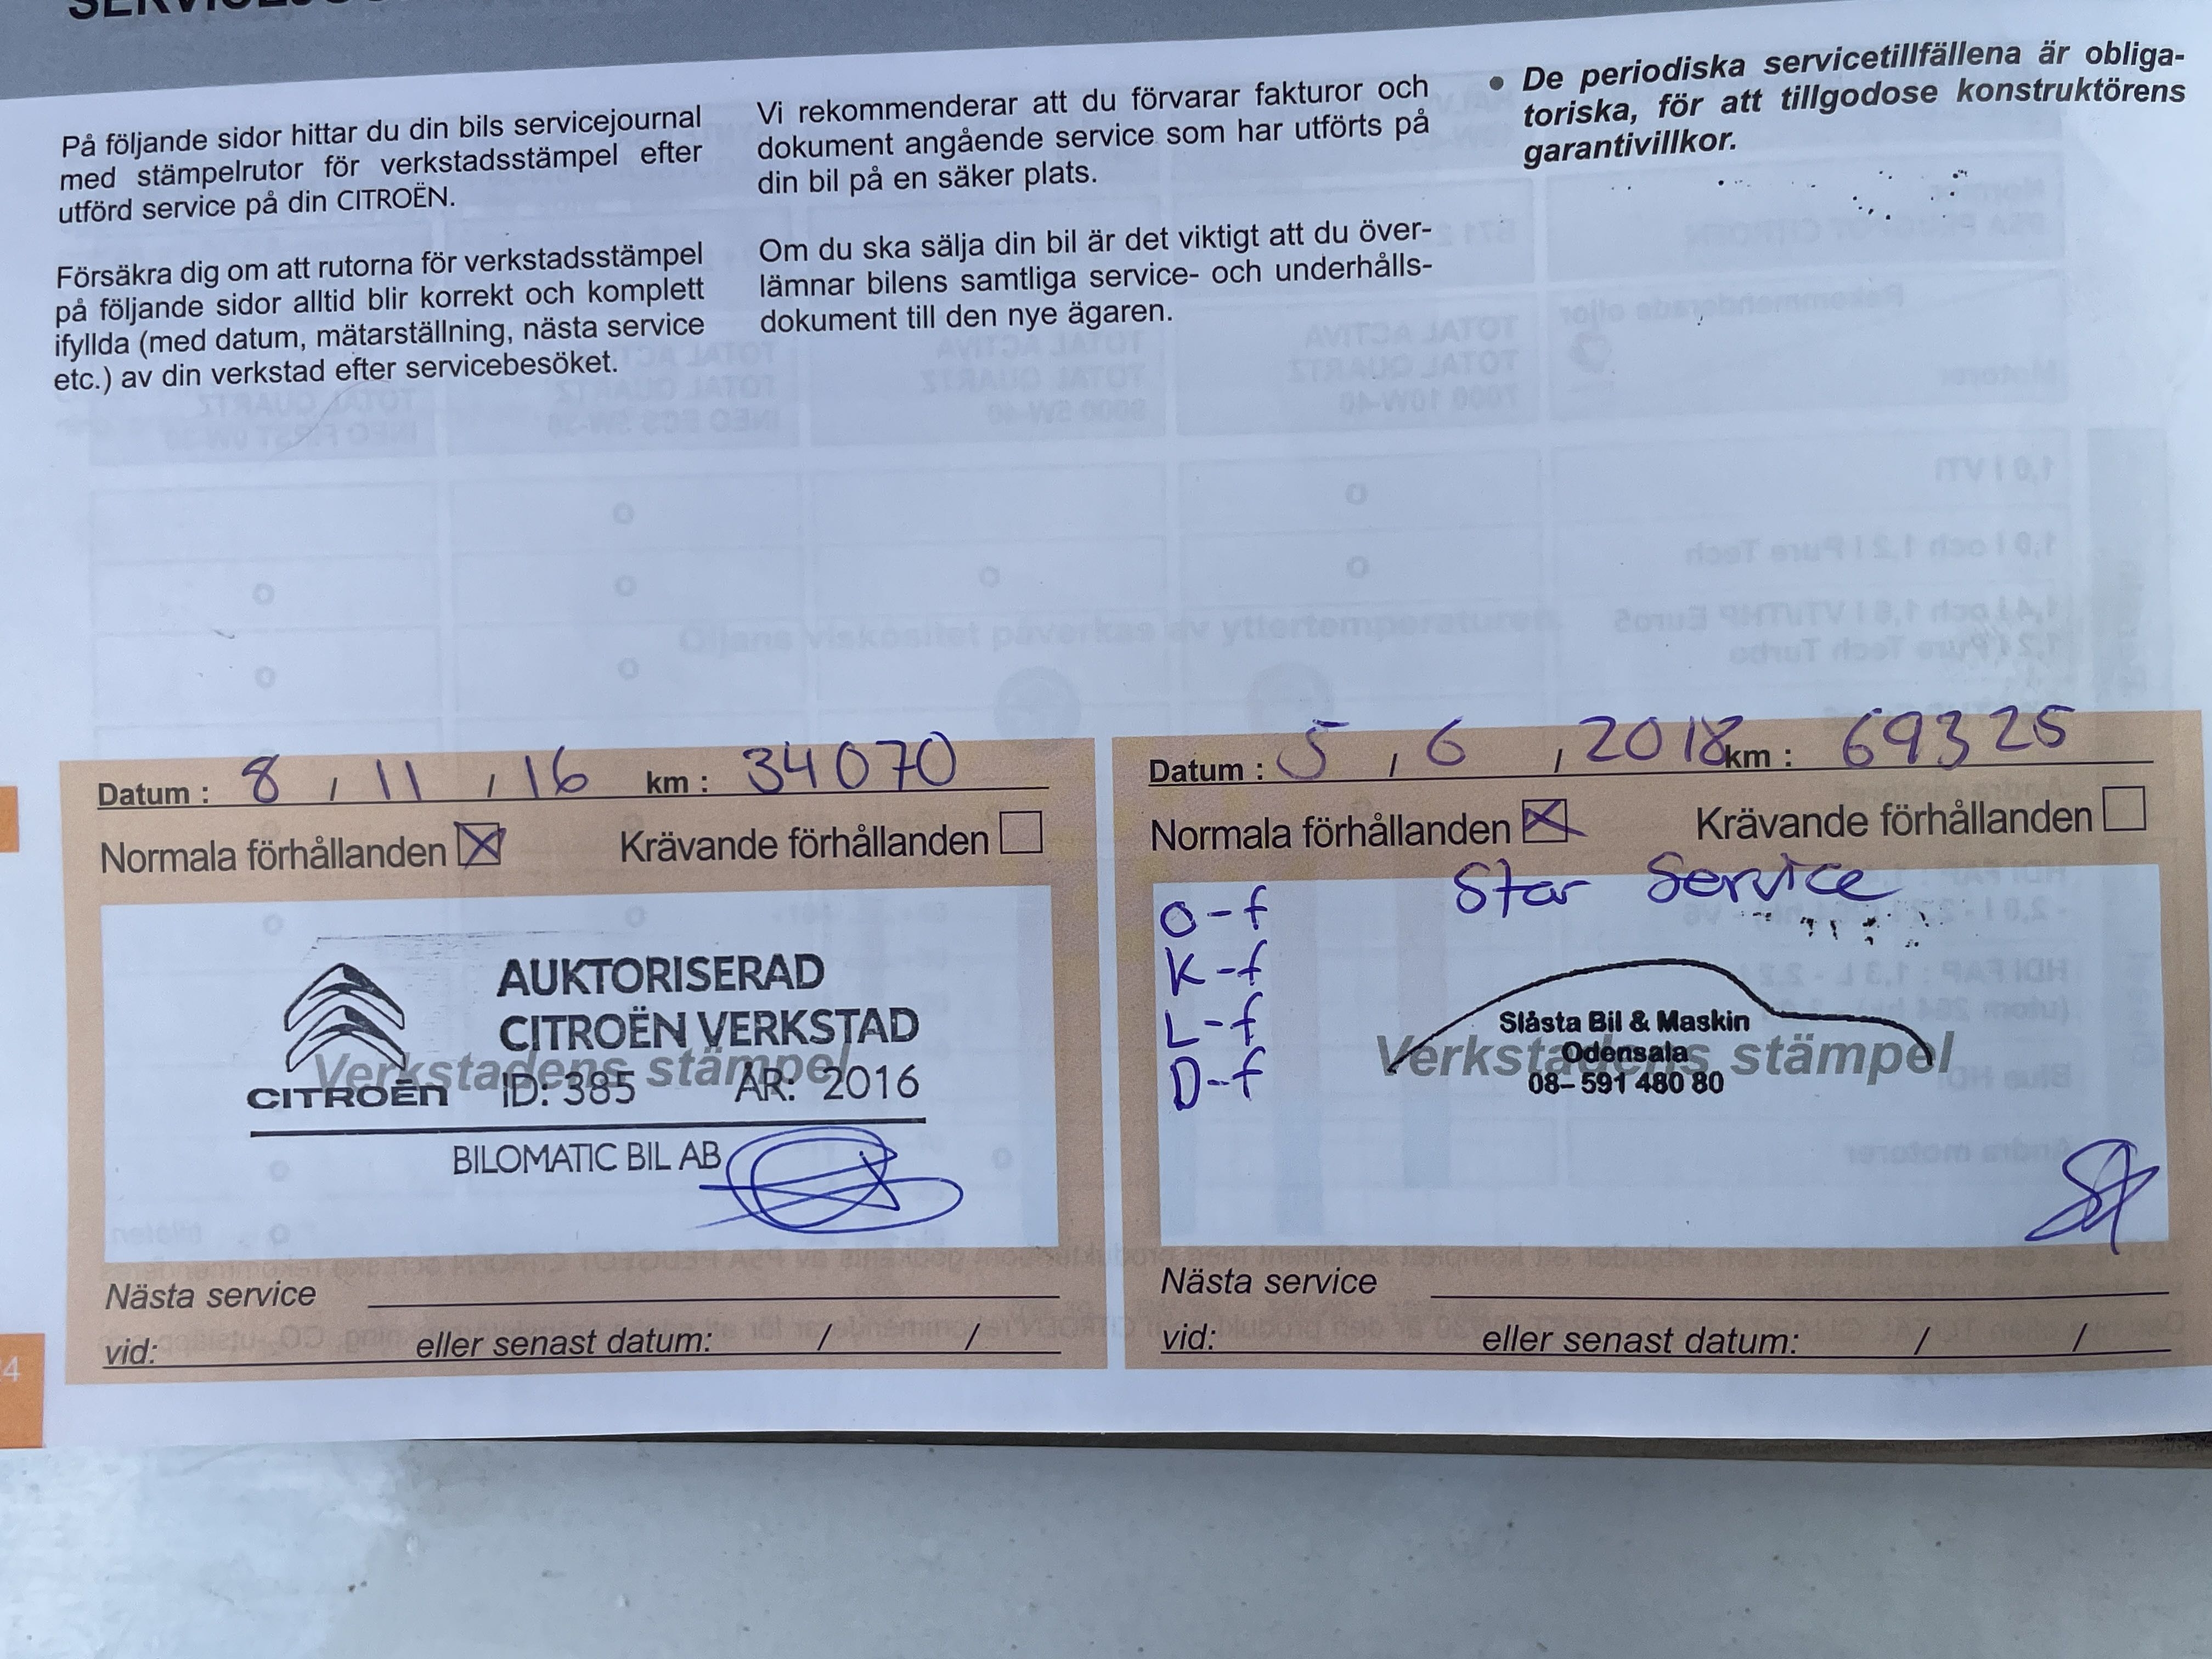 På följande sidor hittar du din bils servicejournal
med stämpelrutor för verkstadsstämpel efter
utförd service på din CITROËN.
Försäkra dig om att rutorna för verkstadsstämpel
på följande sidor alltid blir korrekt och komplett
ifyllda (med datum, mätarställning, nästa service
etc.) av din verkstad efter servicebesöket.
Vi rekommenderar att du förvarar fakturor och
dokument angående service som har utförts på
din bil på en säker plats.
Om du ska sälja din bil är det viktigt att du över-
lämnar bilens samtliga service- och underhålls-
dokument till den nye ägaren.
• De periodiska servicetillfällena är obliga-
toriska, för att tillgodose konstruktörens
garantivillkor.
Datum : 8 / 11 / 16 km : 34070
Normala förhållanden Krävande förhållanden
AUKTORISERAD
CITROËN VERKSTAD
Verkstadens stämpel
CITROËN ID: 385 ÅR: 2016
BILOMATIC BIL AB
Nästa service
vid: eller senast datum: / /
Datum : 5 / 6 / 2018 km : 69325
Normala förhållanden Krävande förhållanden
Stor Service
O-f
K-f
L-f
D-f
Slåsta Bil & Maskin
Odensala
Verkstadens stämpel
08-591 480 80
Nästa service
vid: eller senast datum: / /
4